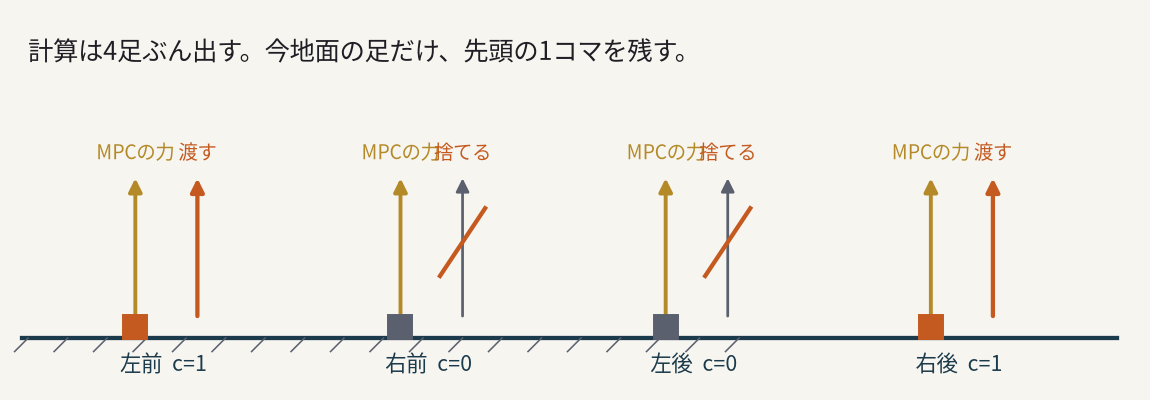 計算は4足ぶん出す。今地面の足だけ、先頭の1コマを残す。
MPCの力 渡す
MPCの力 捨てる
MPCの力 捨てる
MPCの力 渡す
左前 c=1
右前 c=0
左後 c=0
右後 c=1